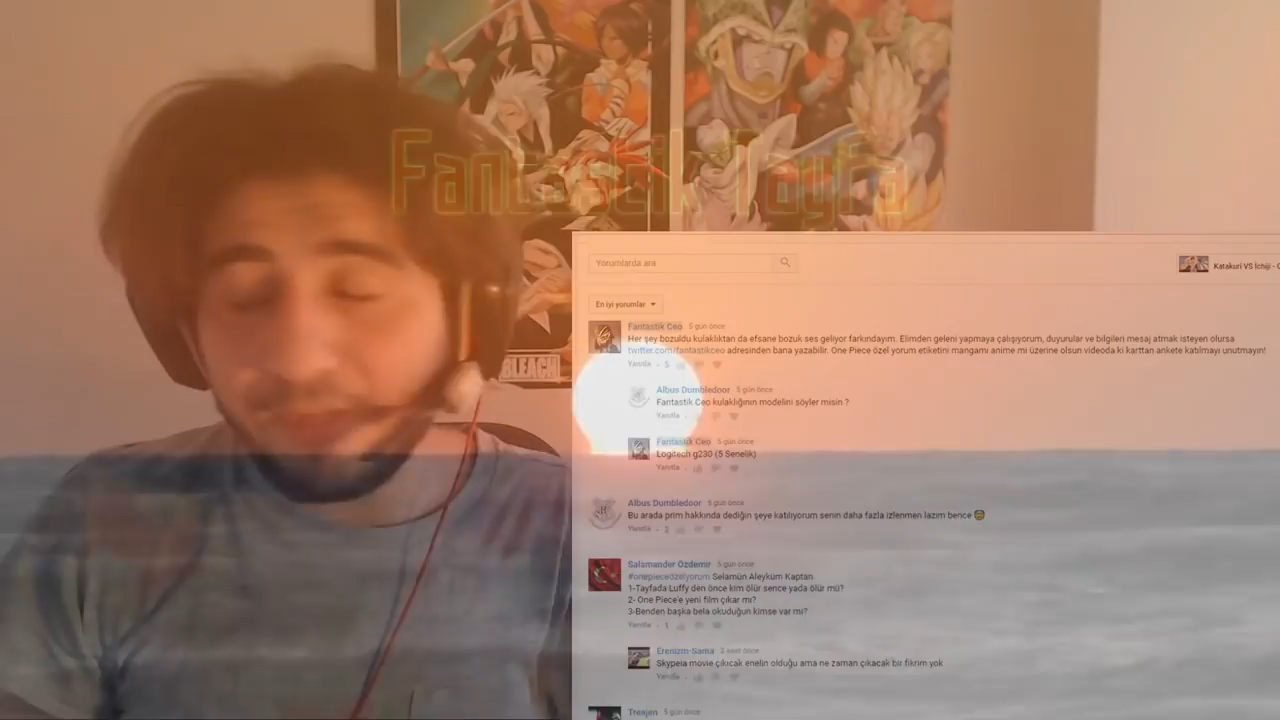 Fantastik Tayfa
BLEACH
Yorumlarda ara
Katakuri VS İchiji -
En iyi yorumlar
Fantastik Ceo 5 gün önce
Her şey bozuldu kulaklıktan da efsane bozuk ses geliyor farkındayım. Elimden geleni yapmaya çalışıyorum, duyurular ve bilgileri mesaj atmak isteyen olursa
twitter.com/fantastikceo adresinden bana yazabilir. One Piece özel yorum etiketini mangamı anime mi üzerine olsun videoda ki karttan ankete katılmayı unutmayın!
Yanıtla 5
Albus Dumbledoor 5 gün önce
Fantastik Ceo kulaklığının modelini söyler misin ?
Yanıtla
Fantastik Ceo 5 gün önce
Logitech g230 (5 Senelik)
Yanıtla
Albus Dumbledoor 5 gün önce
Bu arada prim hakkında dediğin şeye katılıyorum senin daha fazla izlenmen lazım bence
Yanıtla 2
Salamander Özdemir 5 gün önce
#onepieceözelyorum Selamün Aleyküm Kaptan
1-Tayfada Luffy den önce kim ölür sence yada ölür mü?
2- One Piece'e yeni film çıkar mı?
3-Benden başka bela okuduğun kimse var mı?
Yanıtla 1
Erenizm-Sama 2 saat önce
Skypeia movie çıkıcak enelin olduğu ama ne zaman çıkacak bir fikrim yok
Yanıtla
Treajen 5 gün önce